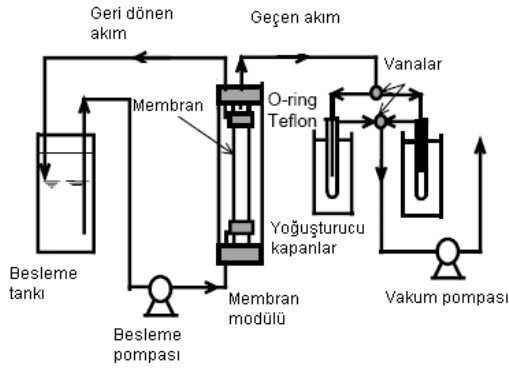 Geri dönen
akım
Geçen akım
Vanalar
Membran
O-ring
Teflon
Yoğuşturucu
kapanlar
Besleme
tankı
Besleme
pompası
Membran
modülü
Vakum pompası